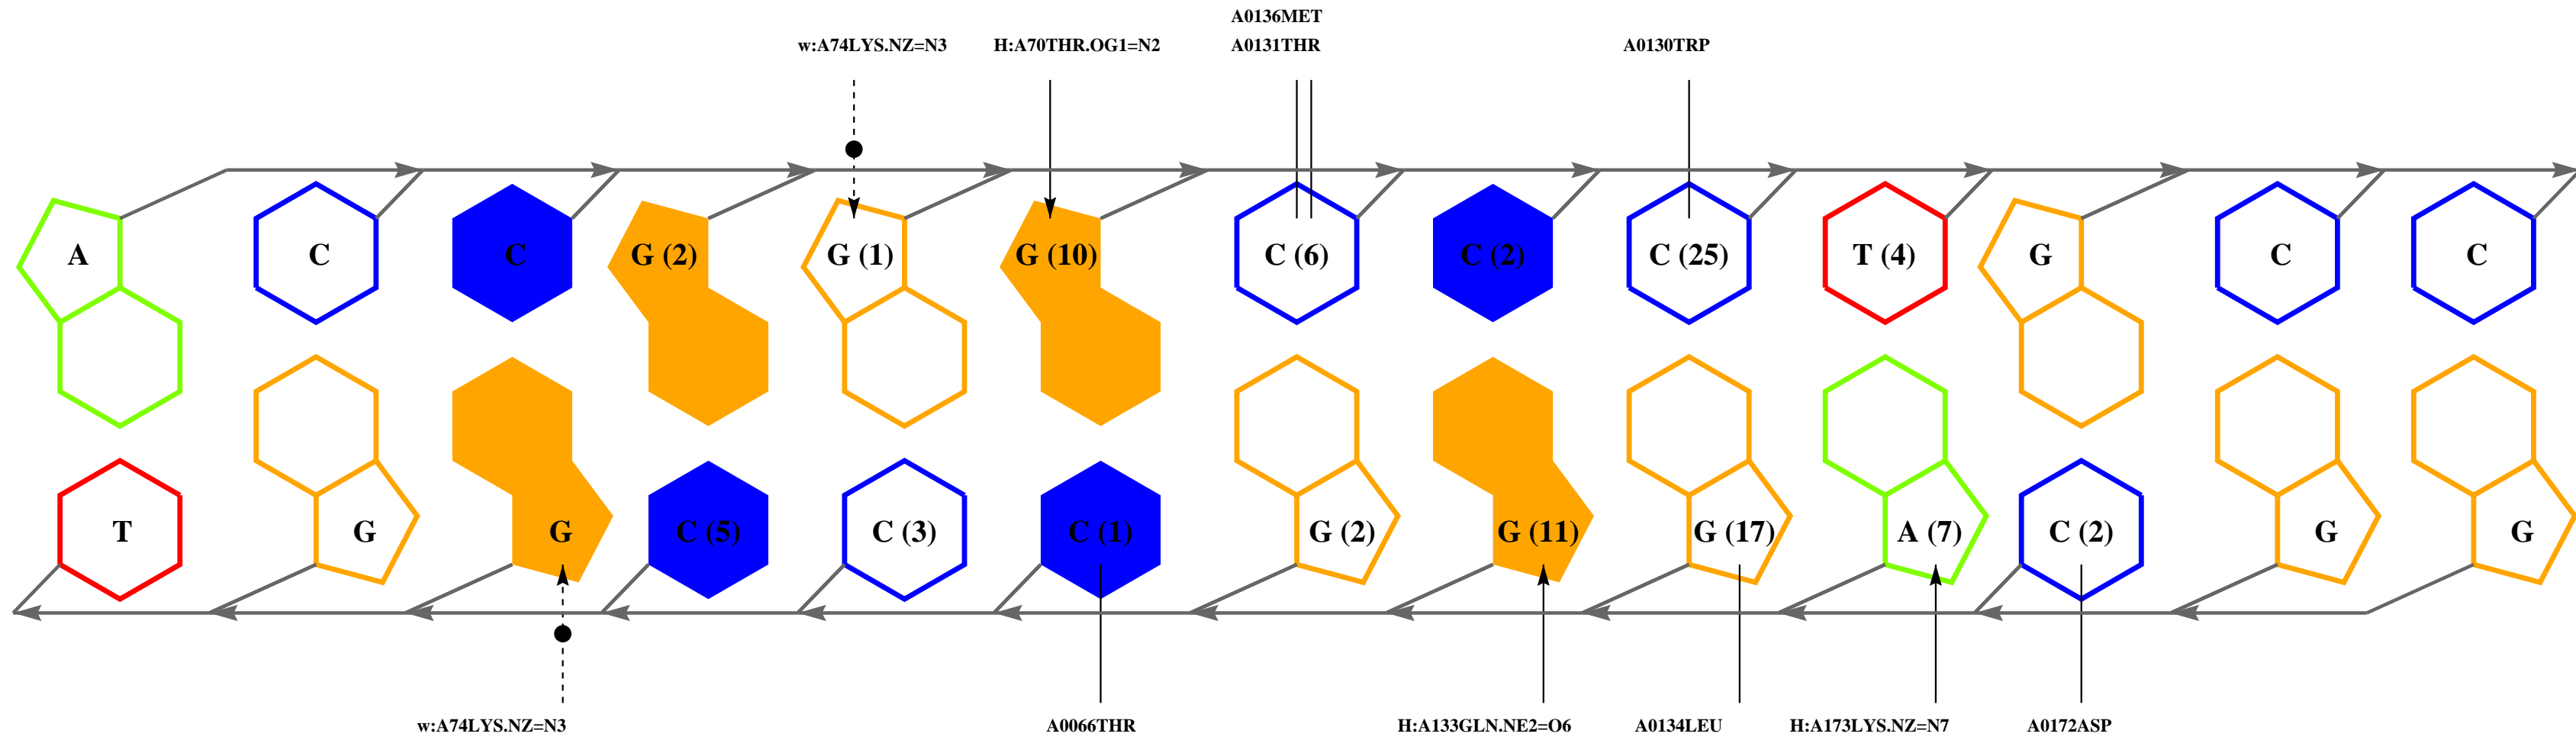 A0136MET
w:A74LYS.NZ=N3 H:A70THR.OG1=N2 A0131THR A0130TRP
A C C G (2) G (1) G (10) C (6) C (2) C (25) T (4) G C C
T G G C (5) C (3) C (1) G (2) G (11) G (17) A (7) C (2) G G
w:A74LYS.NZ=N3 A0066THR H:A133GLN.NE2=O6 A0134LEU H:A173LYS.NZ=N7 A0172ASP